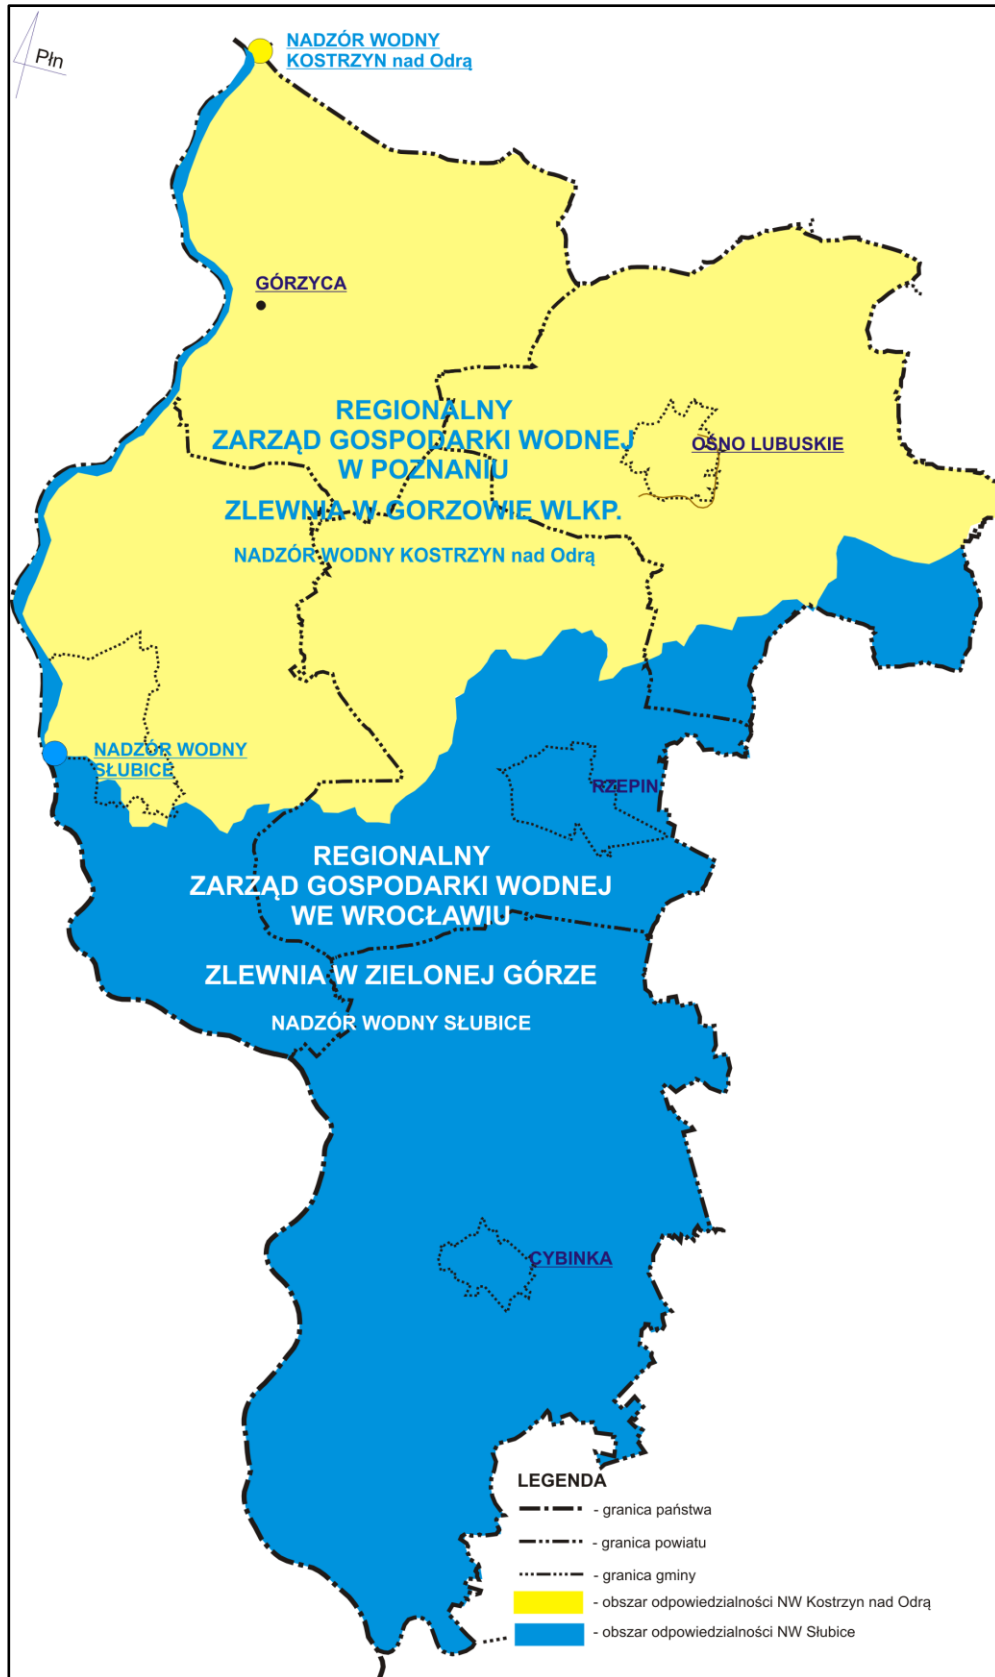 Płn
NADZÓR WODNY
KOSTRZYN nad Odrą
GÓRZYCA
REGIONALNY
ZARZĄD GOSPODARKI WODNEJ
W POZNANIU
OŚNO LUBUSKIE
ZLEWNIA W GORZOWIE WLKP.
NADZÓR WODNY KOSTRZYN nad Odrą
NADZÓR WODNY
SŁUBICE
RZEPIN
REGIONALNY
ZARZĄD GOSPODARKI WODNEJ
WE WROCŁAWIU
ZLEWNIA W ZIELONEJ GÓRZE
NADZÓR WODNY SŁUBICE
CYBINKA
LEGENDA
- granica państwa
- granica powiatu
- granica gminy
- obszar odpowiedzialności NW Kostrzyn nad Odrą
- obszar odpowiedzialności NW Słubice